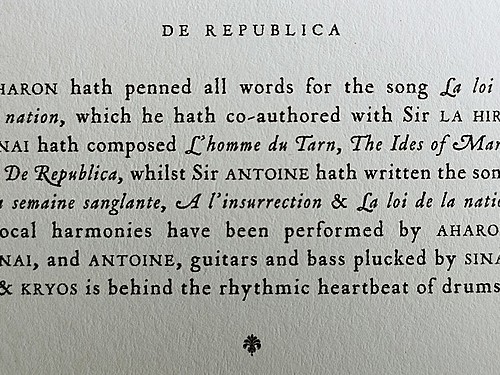 DE REPUBLICA
HARON hath penned all words for the song La loi
nation, which he hath co-authored with Sir LA HIR
NAI hath composed L'homme du Tarn, The Ides of Mar
De Republica, whilst Sir ANTOINE hath written the son
a semaine sanglante, A l'insurrection & La loi de la natio
ocal harmonies have been performed by AHARO
NAI, and ANTOINE, guitars and bass plucked by SINA
& KRYOS is behind the rhythmic heartbeat of drums